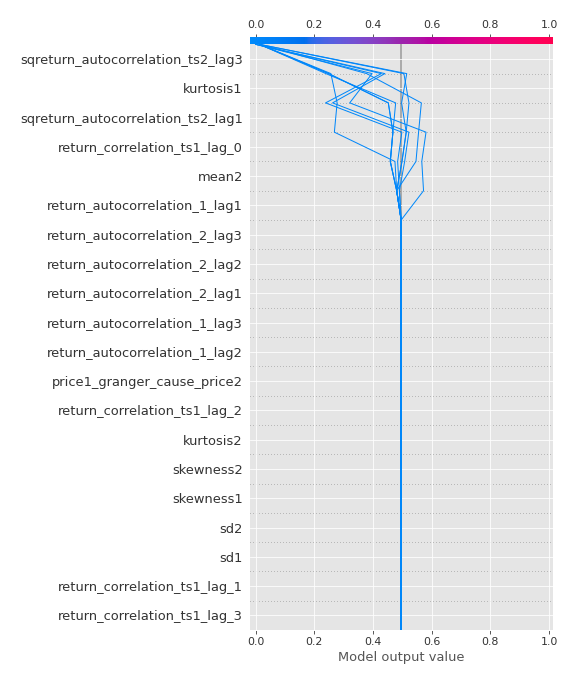 0.0 0.2 0.4 0.6 0.8 1.0
sqreturn_autocorrelation_ts2_lag3
kurtosis1
sqreturn_autocorrelation_ts2_lag1
return_correlation_ts1_lag_0
mean2
return_autocorrelation_1_lag1
return_autocorrelation_2_lag3
return_autocorrelation_2_lag2
return_autocorrelation_2_lag1
return_autocorrelation_1_lag3
return_autocorrelation_1_lag2
price1_granger_cause_price2
return_correlation_ts1_lag_2
kurtosis2
skewness2
skewness1
sd2
sd1
return_correlation_ts1_lag_1
return_correlation_ts1_lag_3
0.0 0.2 0.4 0.6 0.8 1.0
Model output value